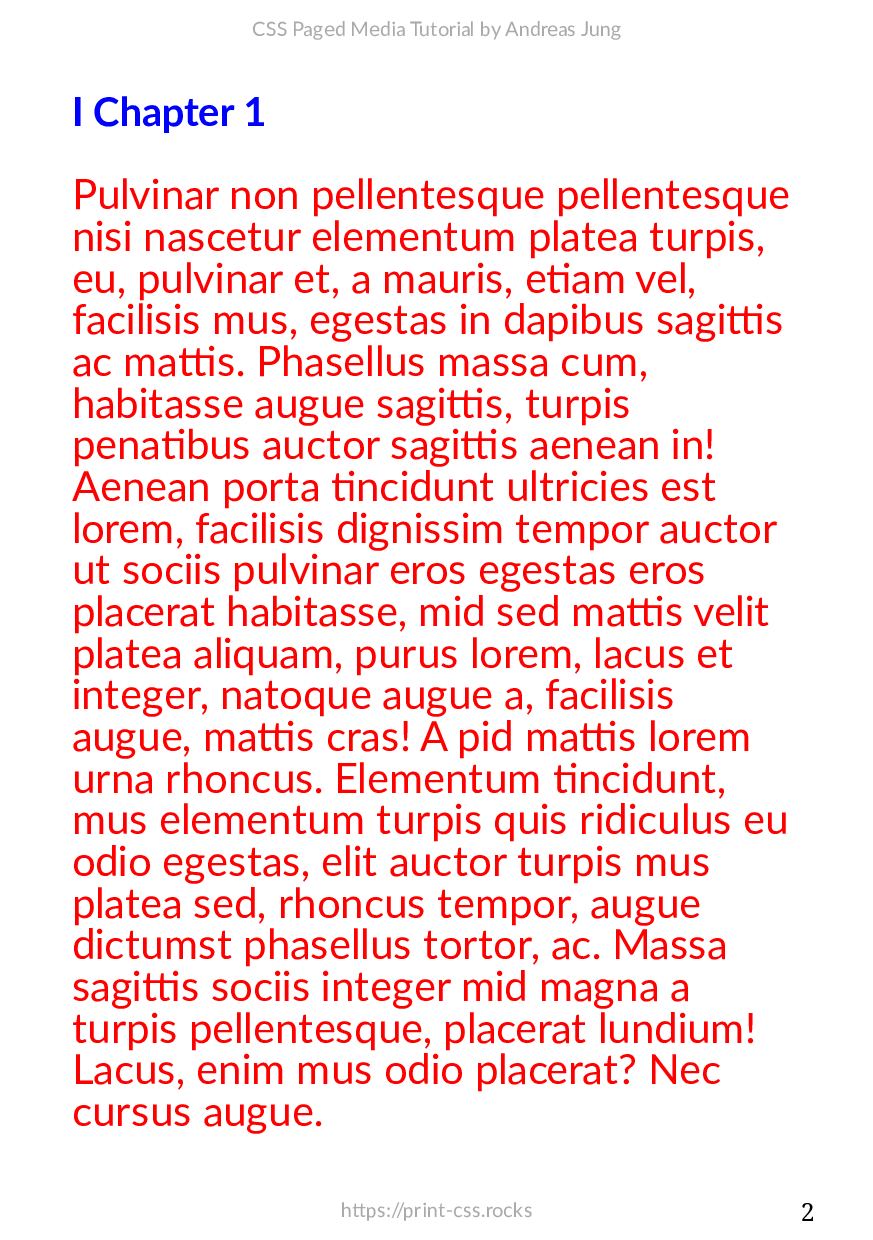 CSS Paged Media Tutorial by Andreas Jung
I Chapter 1
Pulvinar non pellentesque pellentesque
nisi nascetur elementum platea turpis,
eu, pulvinar et, a mauris, etiam vel,
facilisis mus, egestas in dapibus sagittis
ac mattis. Phasellus massa cum,
habitasse augue sagittis, turpis
penatibus auctor sagittis aenean in!
Aenean porta tincidunt ultricies est
lorem, facilisis dignissim tempor auctor
ut sociis pulvinar eros egestas eros
placerat habitasse, mid sed mattis velit
platea aliquam, purus lorem, lacus et
integer, natoque augue a, facilisis
augue, mattis cras! A pid mattis lorem
urna rhoncus. Elementum tincidunt,
mus elementum turpis quis ridiculus eu
odio egestas, elit auctor turpis mus
platea sed, rhoncus tempor, augue
dictumst phasellus tortor, ac. Massa
sagittis sociis integer mid magna a
turpis pellentesque, placerat lundium!
Lacus, enim mus odio placerat? Nec
cursus augue.
https://print-css.rocks
2